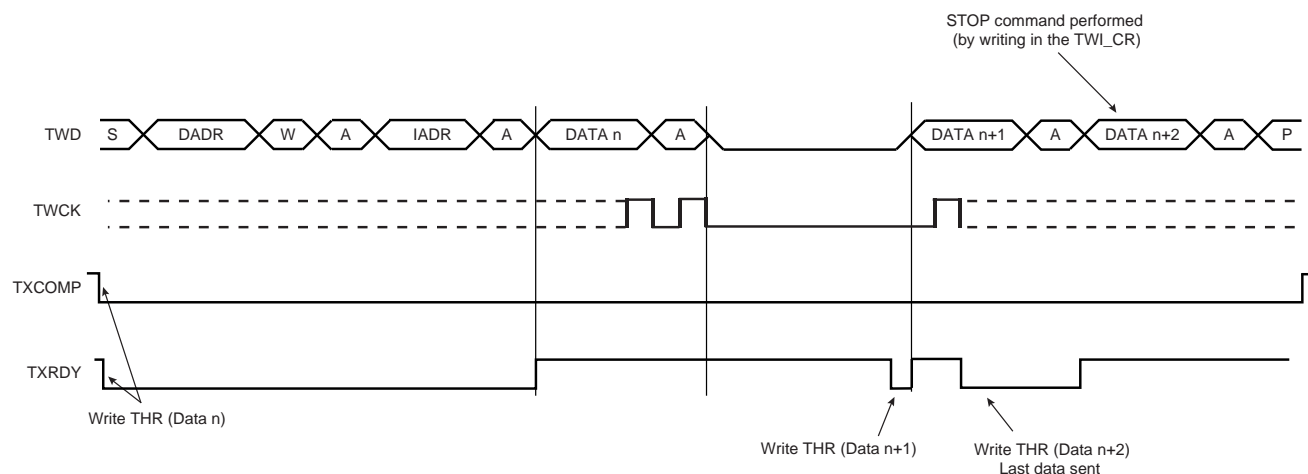 STOP command performed
(by writing in the TWI_CR)
TWD S DADR W A IADR A DATA n A DATA n+1 A DATA n+2 A P
TWCK
TXCOMP
TXRDY
Write THR (Data n)
Write THR (Data n+1)
Write THR (Data n+2)
Last data sent